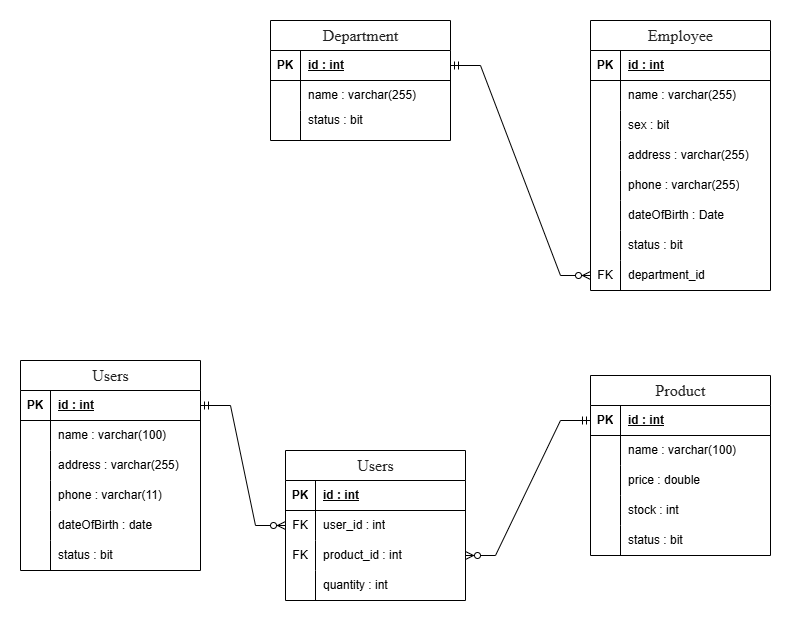 Department
PK id : int
name : varchar(255)
status : bit
Employee
PK id : int
name : varchar(255)
sex : bit
address : varchar(255)
phone : varchar(255)
dateOfBirth : Date
status : bit
FK department_id
Users
PK id : int
name : varchar(100)
address : varchar(255)
phone : varchar(11)
dateOfBirth : date
status : bit
Users
PK id : int
FK user_id : int
FK product_id : int
quantity : int
Product
PK id : int
name : varchar(100)
price : double
stock : int
status : bit